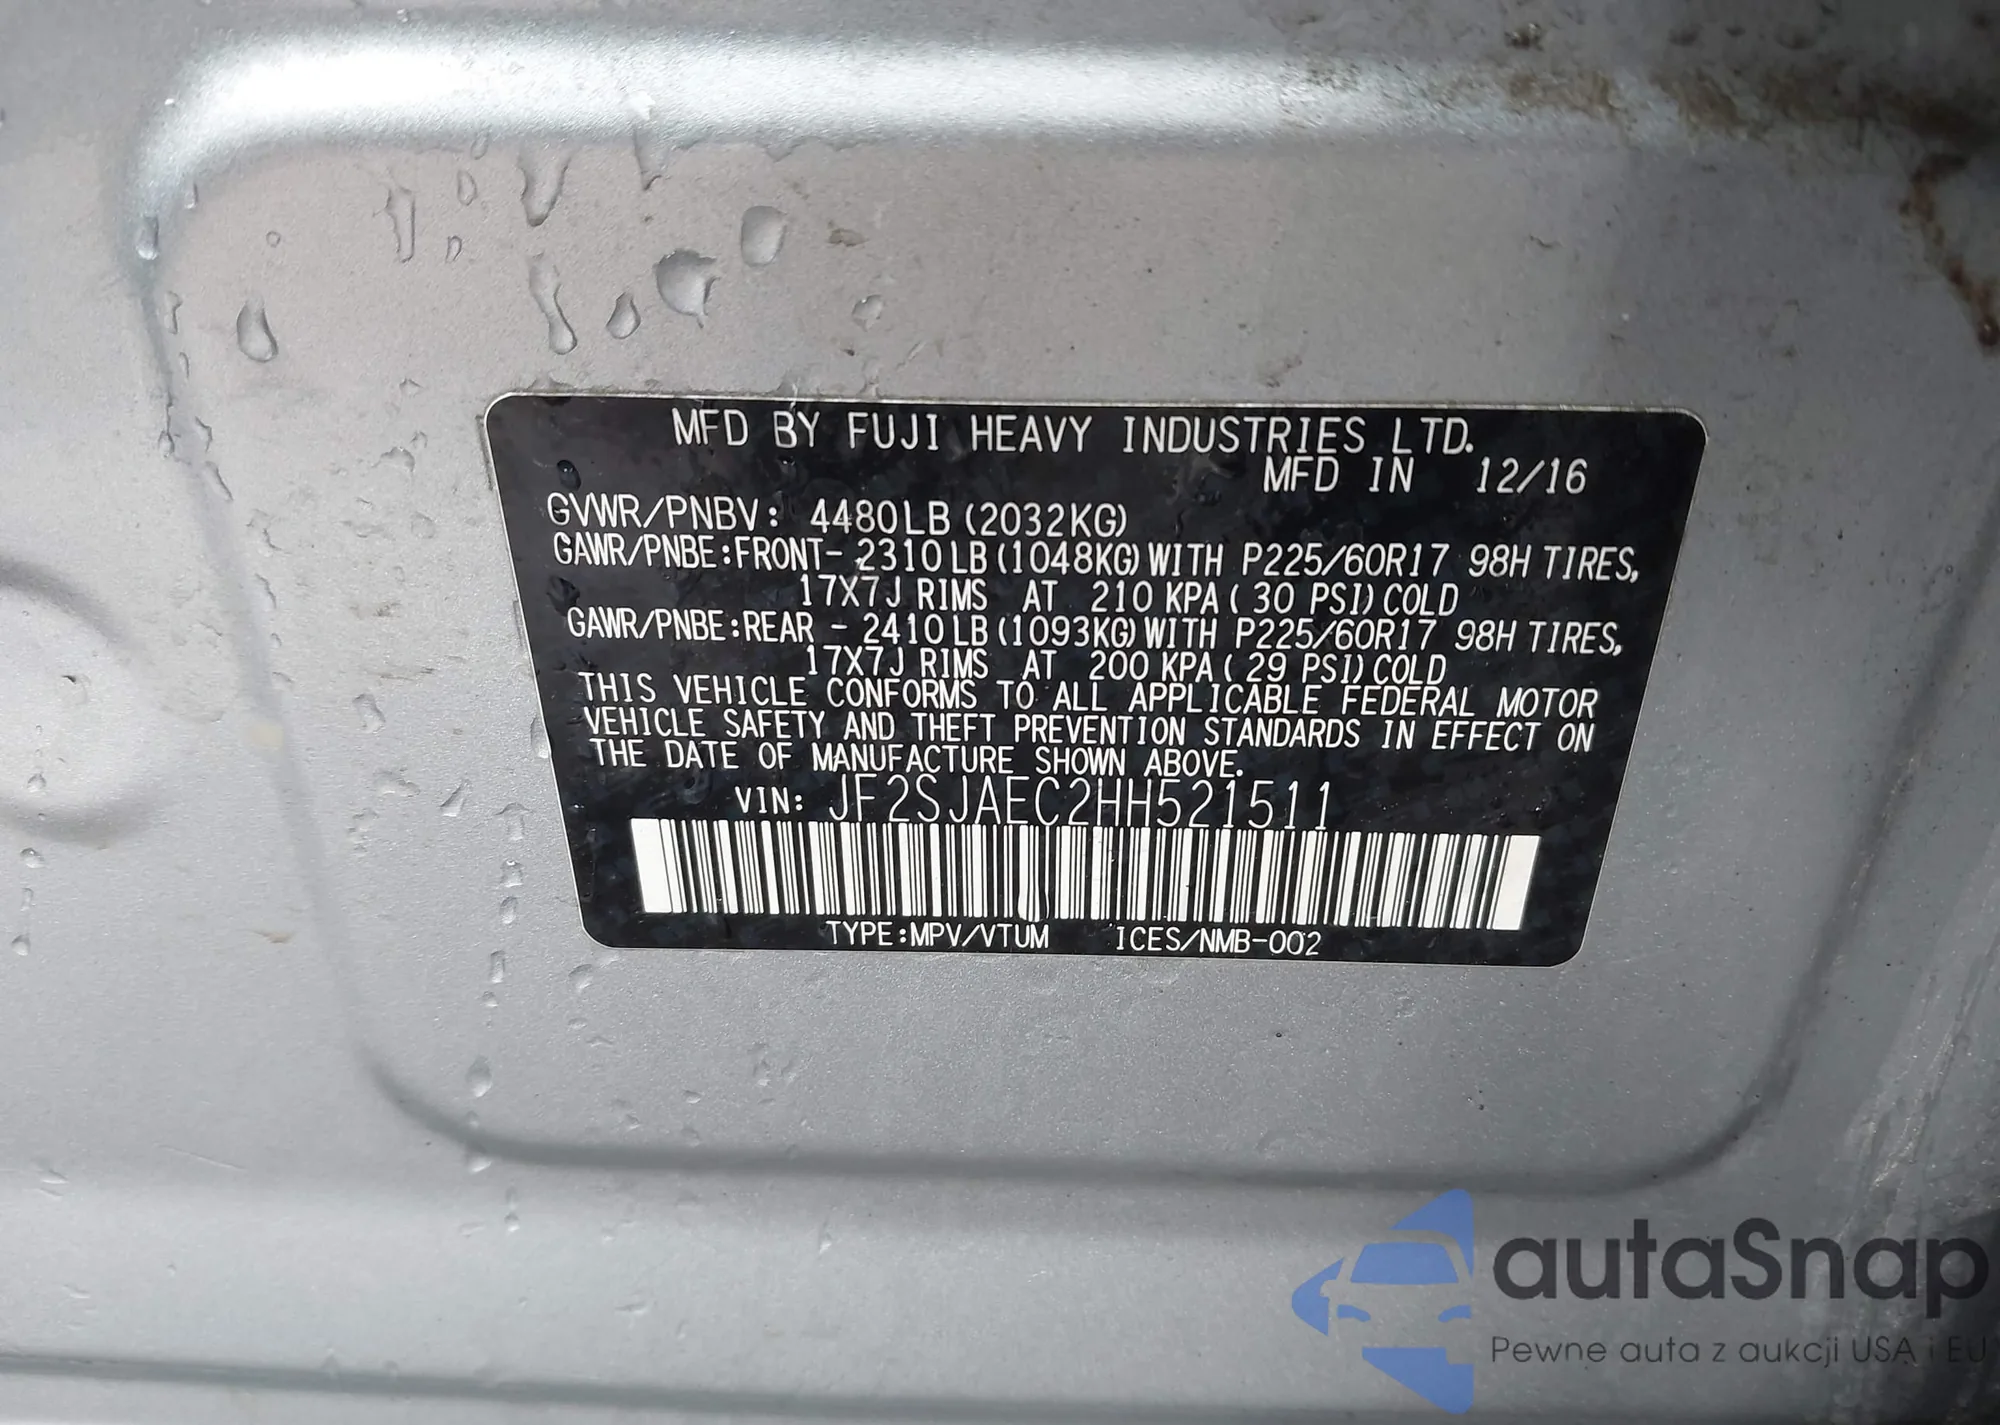 MFD BY FUJI HEAVY INDUSTRIES LTD.
MFD IN 12/16
GVWR/PNBV: 4480LB (2032KG)
GAWR/PNBE:FRONT- 2310LB (1048KG) WITH P225/60R17 98H TIRES,
17X7J RIMS AT 210 KPA ( 30 PSI) COLD
GAWR/PNBE:REAR - 2410LB (1093KG) WITH P225/60R17 98H TIRES,
17X7J RIMS AT 200 KPA ( 29 PSI) COLD
THIS VEHICLE CONFORMS TO ALL APPLICABLE FEDERAL MOTOR
VEHICLE SAFETY AND THEFT PREVENTION STANDARDS IN EFFECT ON
THE DATE OF MANUFACTURE SHOWN ABOVE.
VIN: JF2SJAEC2HH521511
TYPE:MPV/VTUM ICES/NMB-002
autaSnap
Pewne auta z aukcji USA i EU